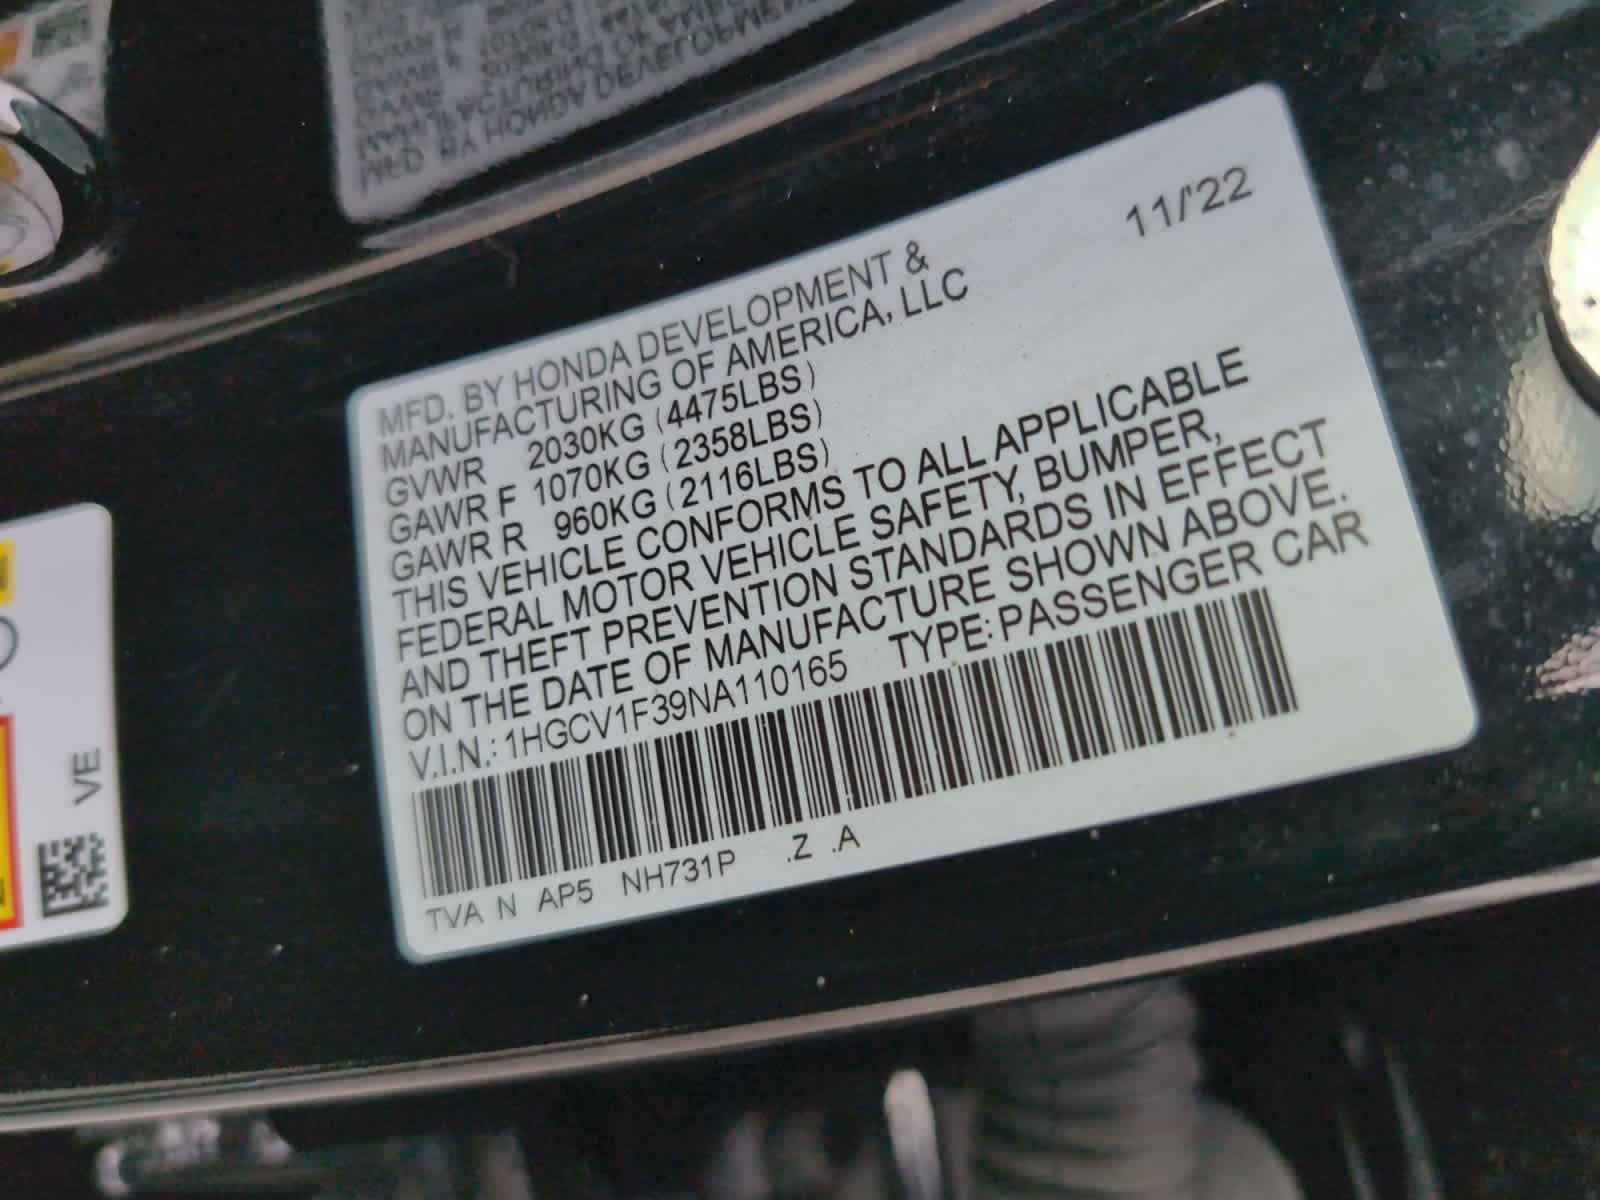 11/'22
MFD. BY HONDA DEVELOPMENT &
MANUFACTURING OF AMERICA, LLC
GVWR 2030KG (4475LBS)
GAWR F 1070KG (2358LBS)
GAWR R 960KG (2116LBS)
THIS VEHICLE CONFORMS TO ALL APPLICABLE
FEDERAL MOTOR VEHICLE SAFETY, BUMPER,
AND THEFT PREVENTION STANDARDS IN EFFECT
ON THE DATE OF MANUFACTURE SHOWN ABOVE.
V.I.N.: 1HGCV1F39NA110165 TYPE: PASSENGER CAR
TVA N AP5 NH731P .Z .A
VE